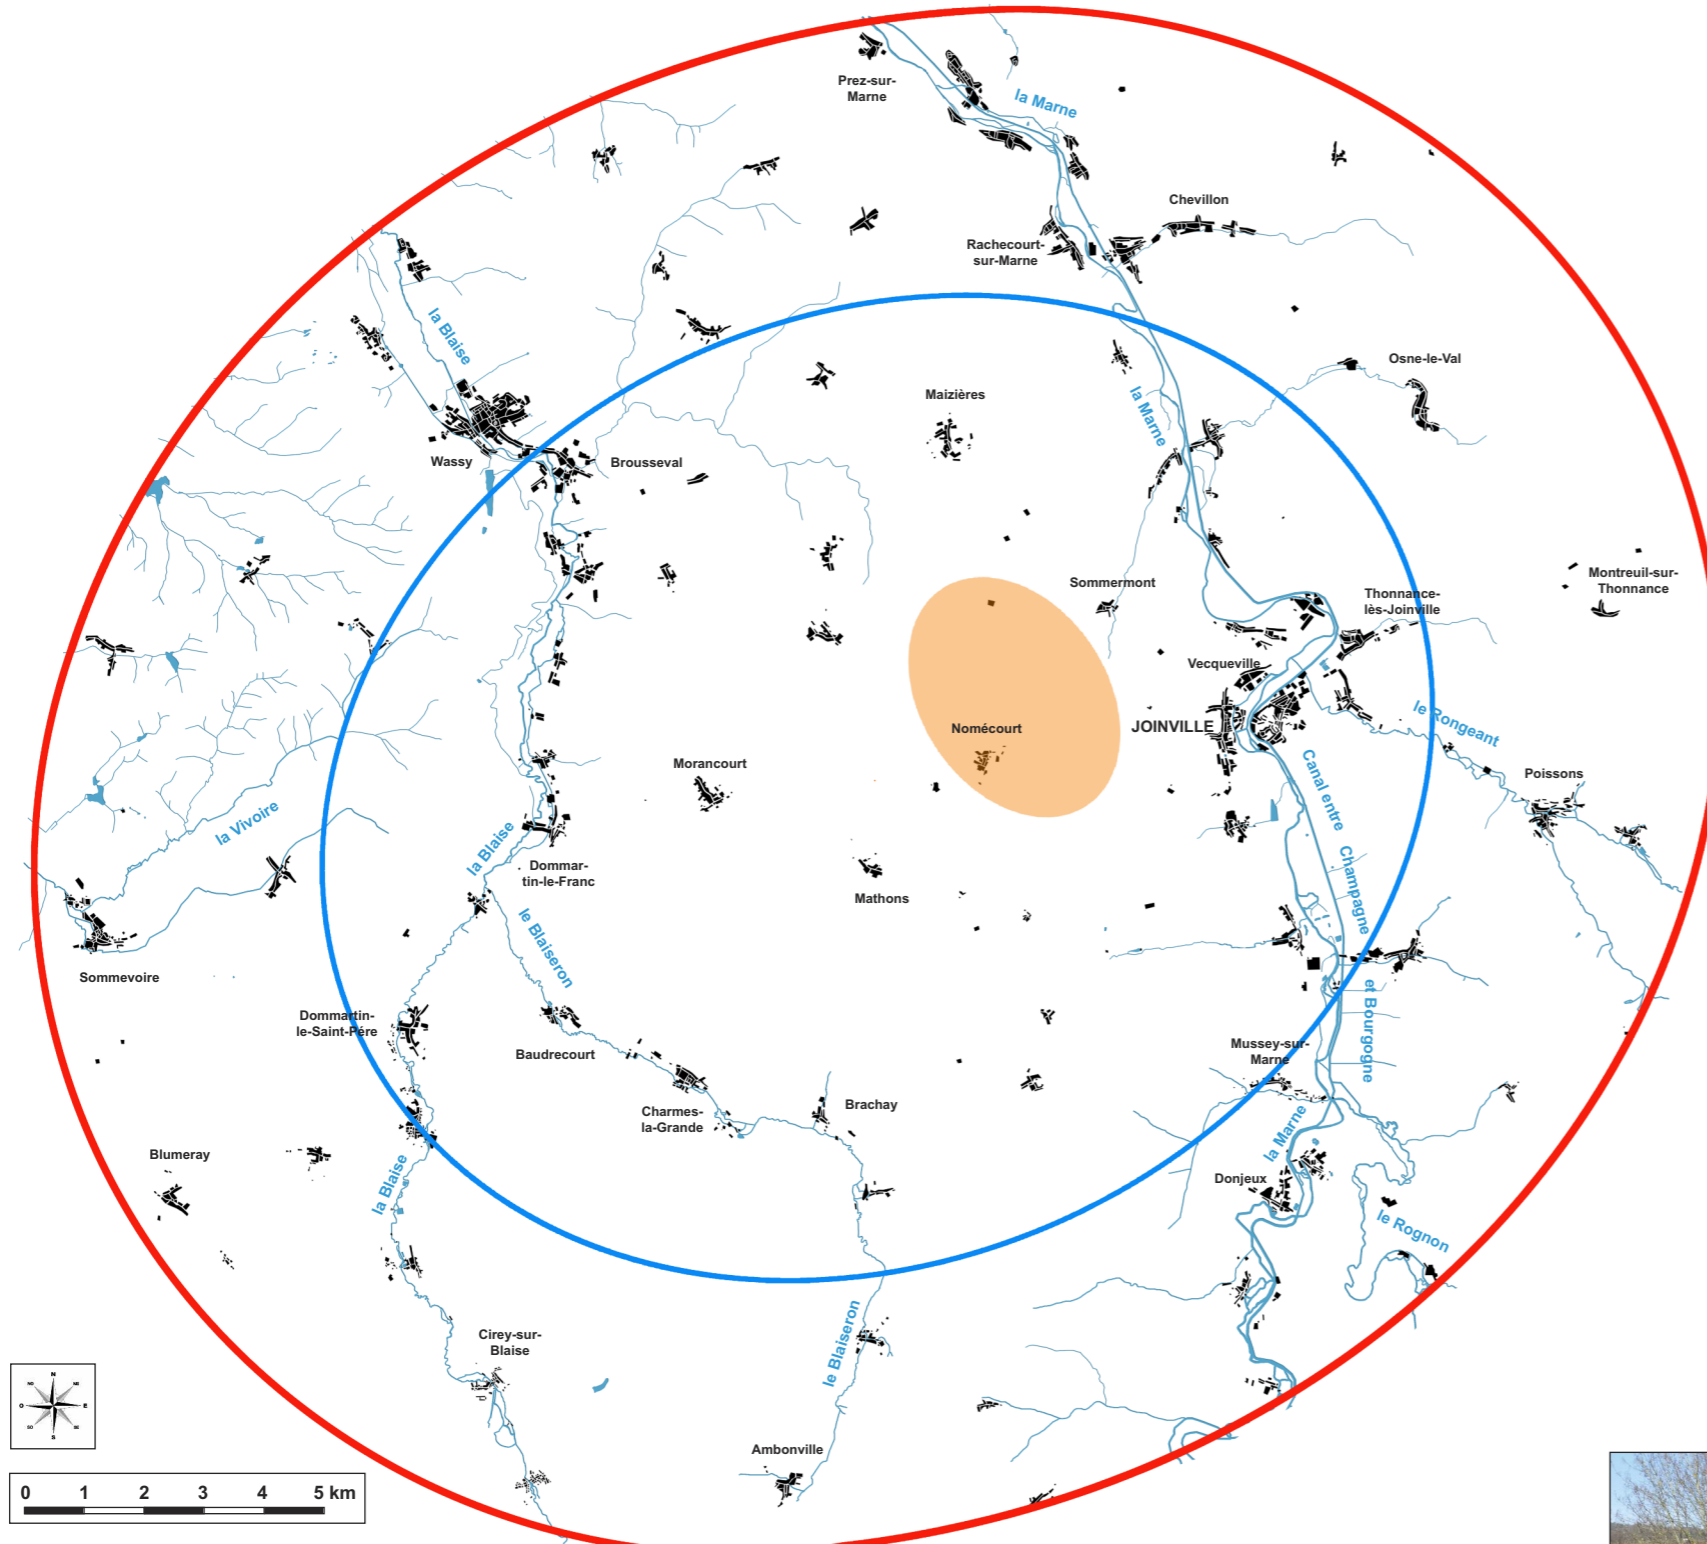 Prez-sur-
Marne
la Marne
Chevillon
Rachecourt-
sur-Marne
la Blaise
Osne-le-Val
la Marne
Maizières
Wassy
Brousseval
Sommermont
Montreuil-sur-
Thonnance
Thonnance-
lès-Joinville
Vecqueville
le Rongeant
JOINVILLE
Nomécourt
Canal entre
Champagne
et Bourgogne
Morancourt
Poissons
la Vivoire
la Blaise
Dommar-
tin-le-Franc
Mathons
le Blaiseron
Sommevoire
Dommartin-
le-Saint-Père
Baudrecourt
Mussey-sur-
Marne
Charmes-
la-Grande
Brachay
la Marne
Blumeray
la Blaise
Donjeux
le Rognon
Cirey-sur-
Blaise
le Blaiseron
Ambonville
N
NO
NE
O
E
SO
SE
S
0 1 2 3 4 5 km